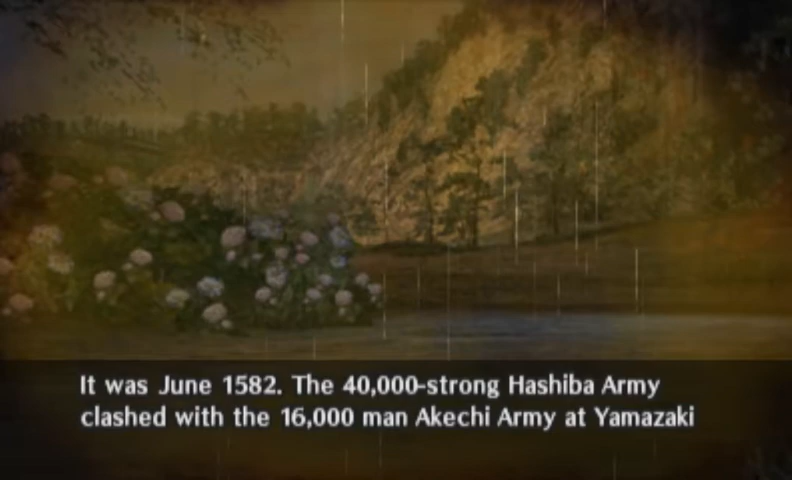 It was June 1582. The 40,000-strong Hashiba Army
clashed with the 16,000 man Akechi Army at Yamazaki